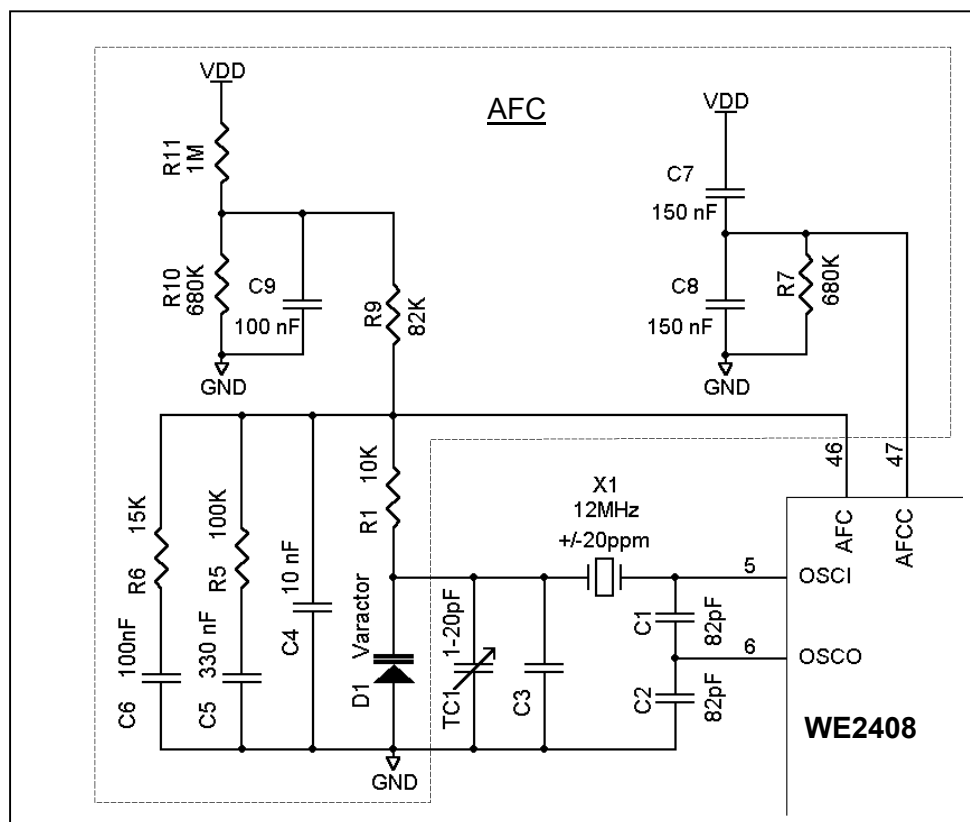 AFC
VDD
R11
1M
R10
680K
C9
100 nF
R9
82K
GND
VDD
C7
150 nF
C8
150 nF
R7
680K
GND
15K
R6
100nF
C6
100K
R5
330 nF
C5
10 nF
C4
10K
R1
Varactor
D1
GND
1-20pF
TC1
C3
X1
12MHz
+/-20ppm
C1
82pF
C2
82pF
46
47
AFC
AFCC
5
OSCI
6
OSCO
WE2408